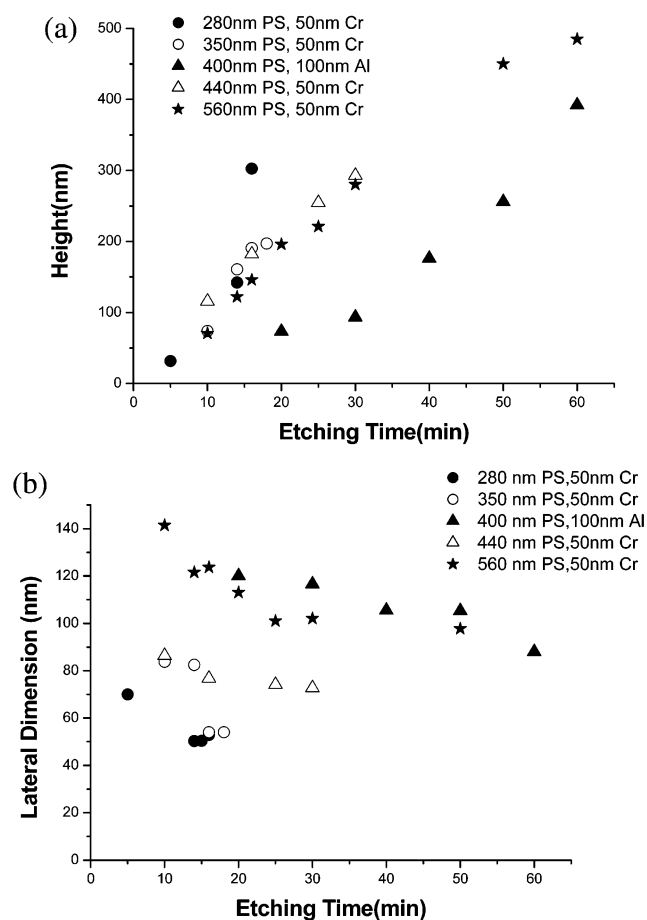 (a)
280nm PS, 50nm Cr
350nm PS, 50nm Cr
400nm PS, 100nm Al
440nm PS, 50nm Cr
560nm PS, 50nm Cr
500
400
300
200
100
0
Height(nm)
0 10 20 30 40 50 60
Etching Time(min)
(b)
280 nm PS,50nm Cr
350 nm PS,50nm Cr
400 nm PS,100nm Al
440 nm PS,50nm Cr
560 nm PS,50nm Cr
140
120
100
80
60
40
20
0
Lateral Dimension (nm)
0 10 20 30 40 50 60
Etching Time(min)